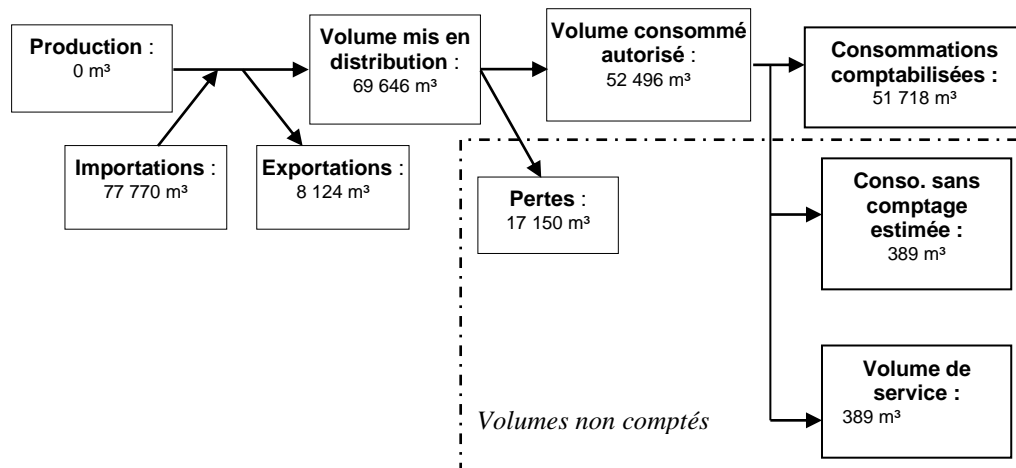 Production :
0 m³
Volume mis en
distribution :
69 646 m³
Volume consommé
autorisé :
52 496 m³
Consommations
comptabilisées :
51 718 m³
Importations :
77 770 m³
Exportations :
8 124 m³
Pertes :
17 150 m³
Conso. sans
comptage
estimée :
389 m³
Volume de
service :
389 m³
Volumes non comptés